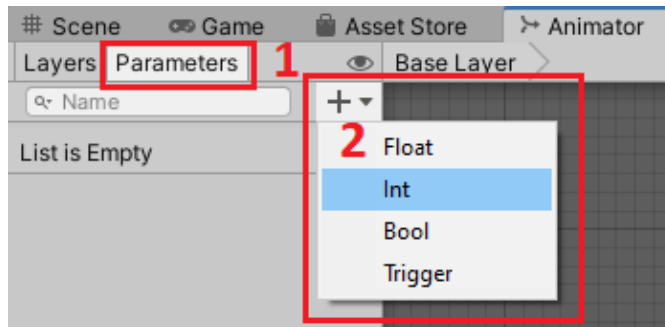 Scene Game Asset Store Animator
Layers Parameters 1 Base Layer
Name
2 Float
List is Empty
Int
Bool
Trigger